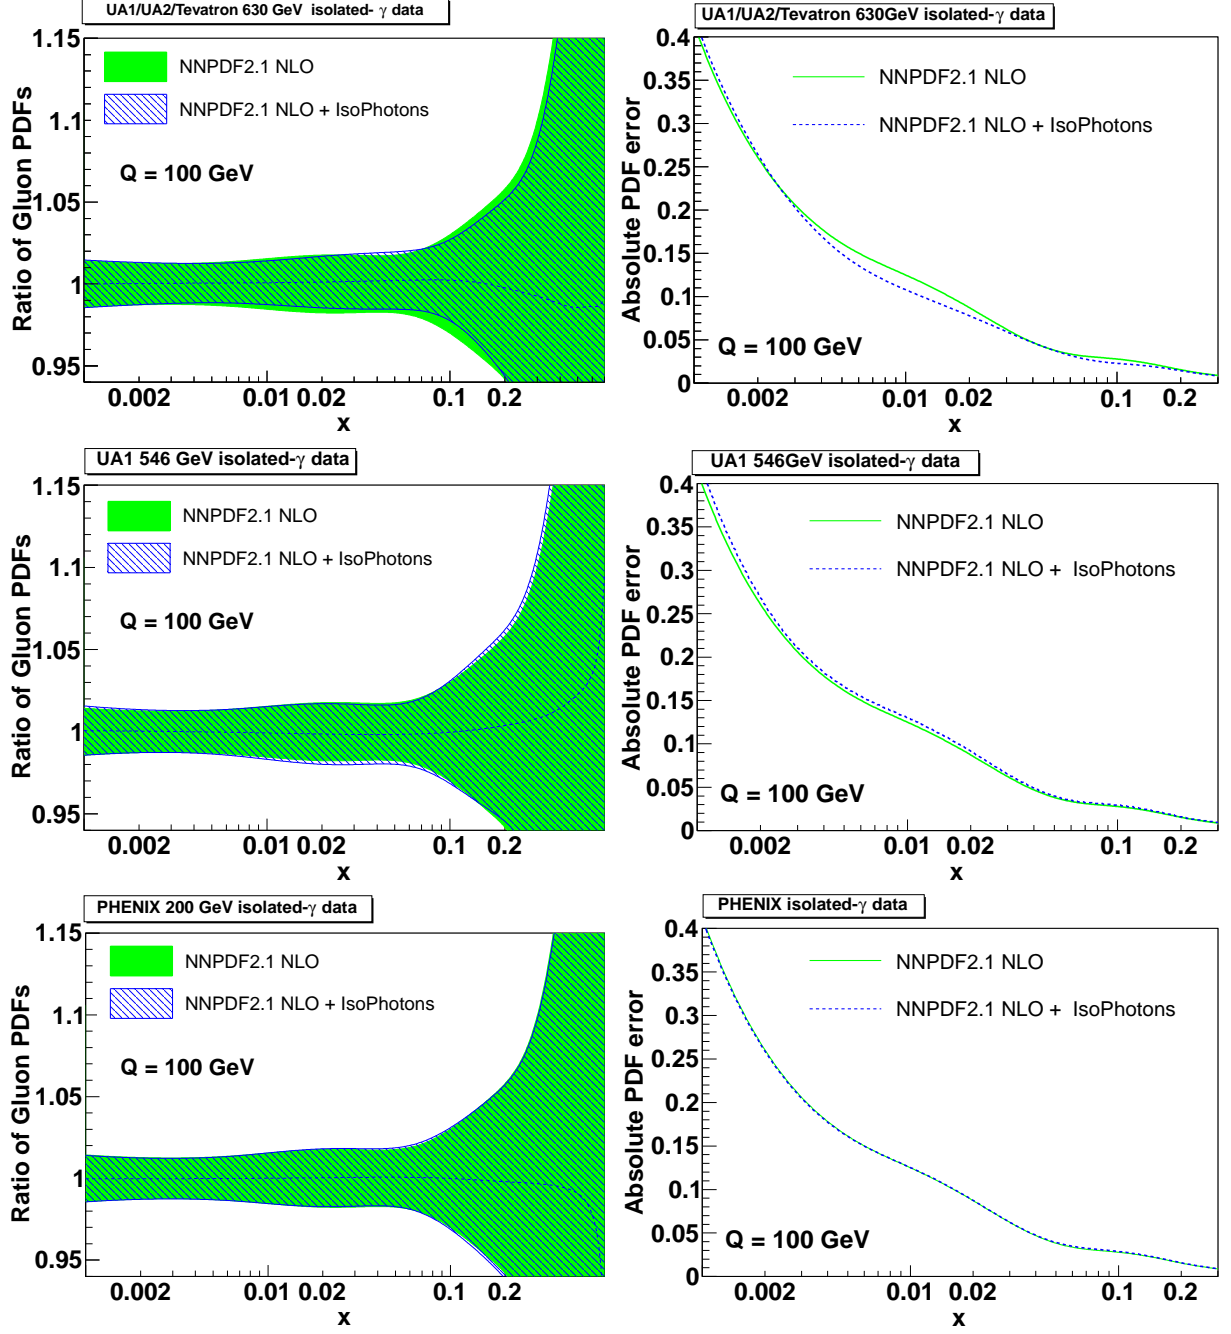 UA1/UA2/Tevatron 630 GeV isolated- γ data
Ratio of Gluon PDFs
1.15
1.1
1.05
1
0.95
NNPDF2.1 NLO
NNPDF2.1 NLO + IsoPhotons
Q = 100 GeV
0.002
0.01
0.02
0.1
0.2
x
UA1/UA2/Tevatron 630GeV isolated-γ data
Absolute PDF error
0.4
0.35
0.3
0.25
0.2
0.15
0.1
0.05
0
NNPDF2.1 NLO
NNPDF2.1 NLO + IsoPhotons
Q = 100 GeV
0.002
0.01
0.02
0.1
0.2
x
UA1 546 GeV isolated-γ data
Ratio of Gluon PDFs
1.15
1.1
1.05
1
0.95
NNPDF2.1 NLO
NNPDF2.1 NLO + IsoPhotons
Q = 100 GeV
0.002
0.01
0.02
0.1
0.2
x
UA1 546GeV isolated-γ data
Absolute PDF error
0.4
0.35
0.3
0.25
0.2
0.15
0.1
0.05
0
NNPDF2.1 NLO
NNPDF2.1 NLO + IsoPhotons
Q = 100 GeV
0.002
0.01
0.02
0.1
0.2
x
PHENIX 200 GeV isolated-γ data
Ratio of Gluon PDFs
1.15
1.1
1.05
1
0.95
NNPDF2.1 NLO
NNPDF2.1 NLO + IsoPhotons
Q = 100 GeV
0.002
0.01
0.02
0.1
0.2
x
PHENIX isolated-γ data
Absolute PDF error
0.4
0.35
0.3
0.25
0.2
0.15
0.1
0.05
0
NNPDF2.1 NLO
NNPDF2.1 NLO + IsoPhotons
Q = 100 GeV
0.002
0.01
0.02
0.1
0.2
x